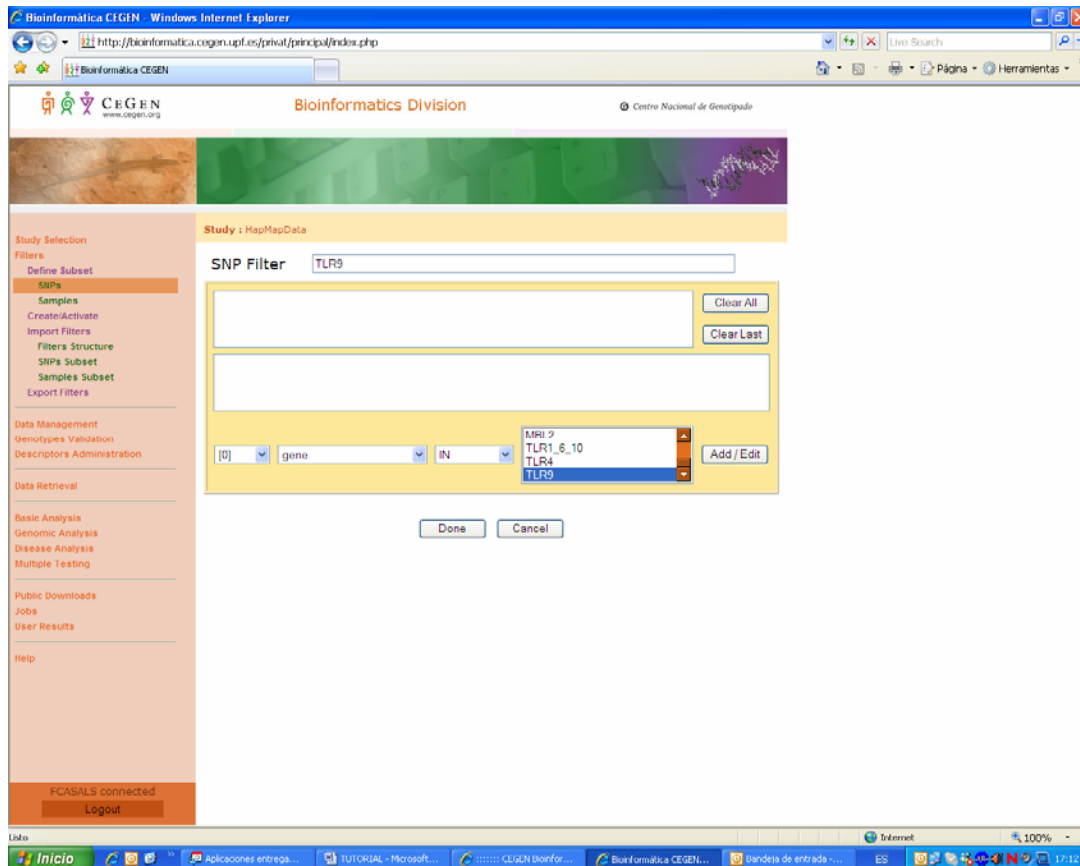 Bioinformàtica CEGEN - Windows Internet Explorer
http://bioinformatica.cegen.upf.es/privat/principal/index.php
Live Search
Bioinformàtica CEGEN
Página
Herramientas
CEGEN
www.cegen.org
Bioinformatics Division
Centro Nacional de Genotipado
Study : HapMapData
Study Selection
Filters
Define Subset
SNPs
Samples
Create/Activate
Import Filters
Filters Structure
SNPs Subset
Samples Subset
Export Filters
Data Management
Genotypes Validation
Descriptors Administration
Data Retrieval
Basic Analysis
Genomic Analysis
Disease Analysis
Multiple Testing
Public Downloads
Jobs
User Results
Help
FCASALS connected
Logout
SNP Filter
TLR9
Clear All
Clear Last
[0]
gene
IN
MBL2
TLR1_6_10
TLR4
TLR9
Add / Edit
Done
Cancel
Listo
Internet
100%
Inicio
Aplicaciones entrega...
TUTORIAL - Microsoft...
::::::: CEGEN Bioinfor...
Bioinformàtica CEGEN...
Bandeja de entrada -...
ES
17:12